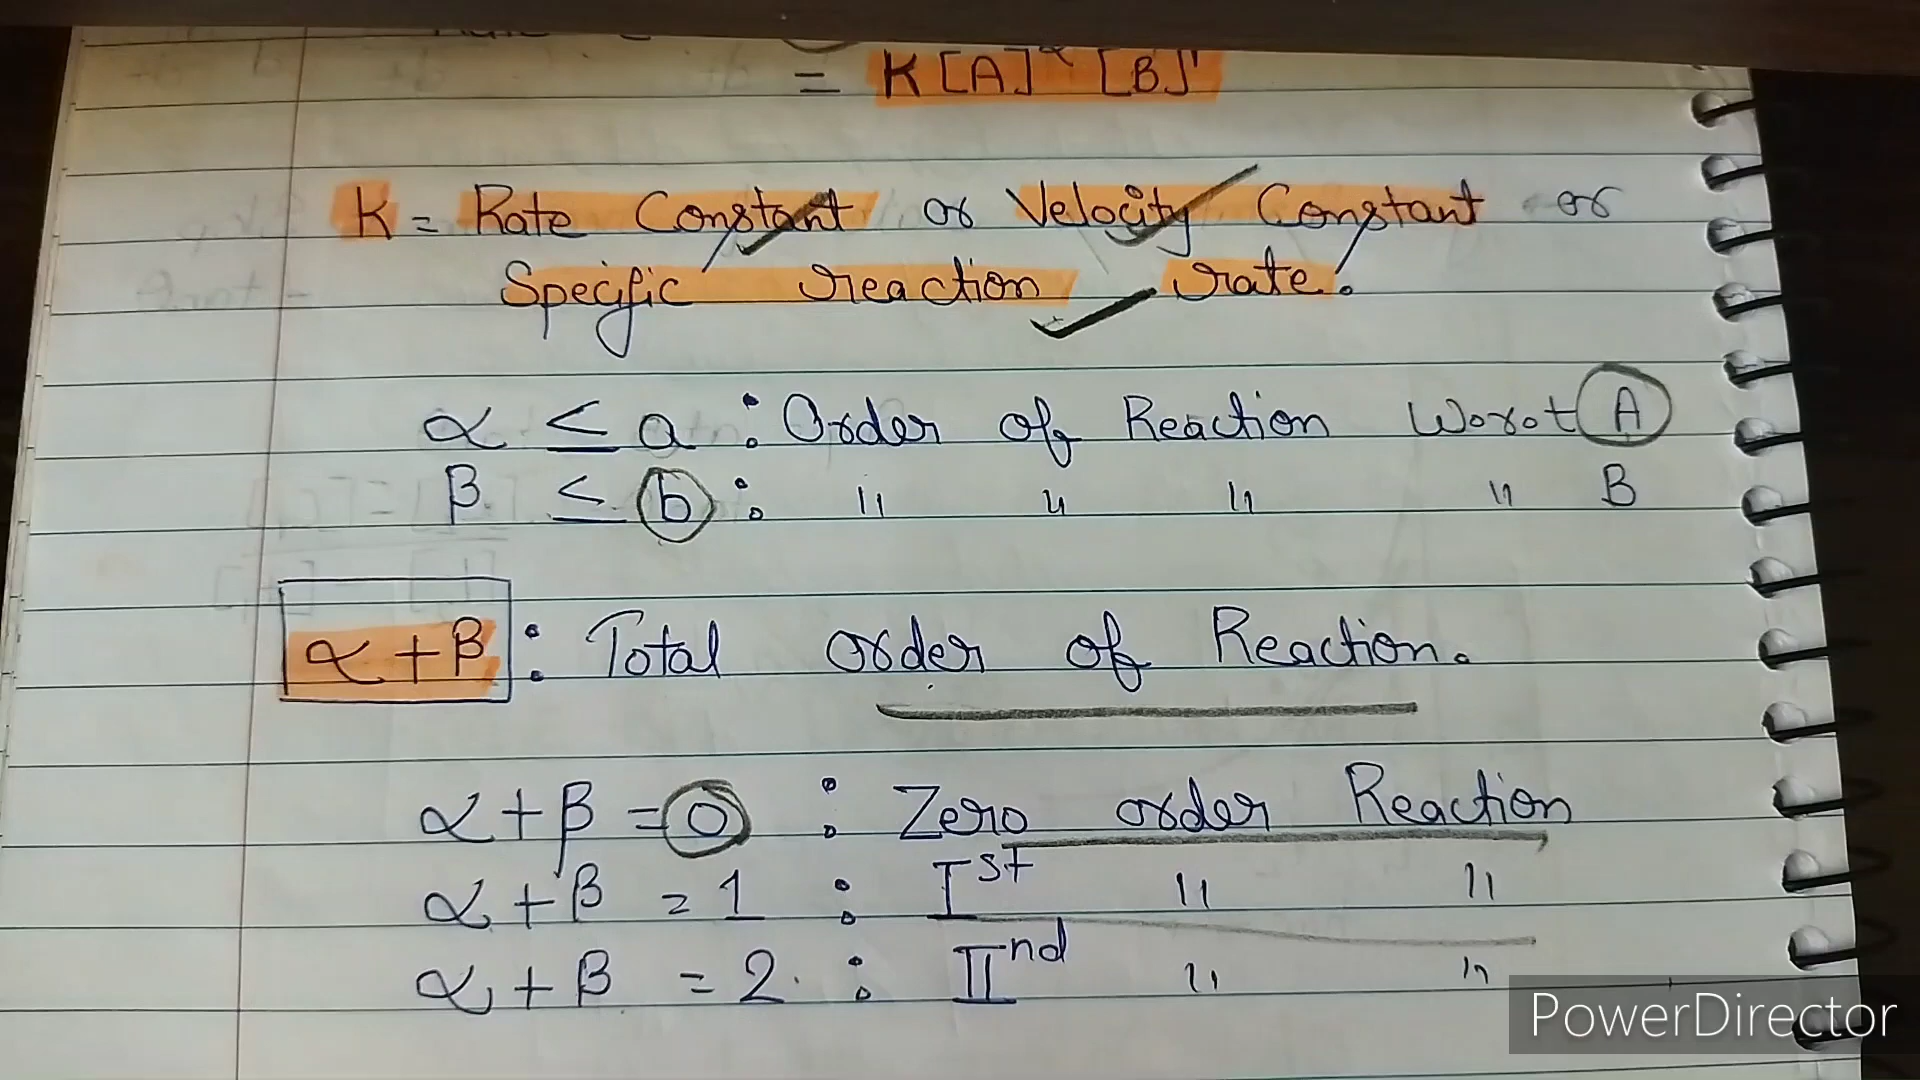 = K[A]^α [B]
K = Rate Constant or Velocity Constant or
Specific reaction rate.
α ≤ a : Order of Reaction w.r.t A
β ≤ b : " " " " B
α + β : Total order of Reaction.
α + β = 0 : Zero order Reaction
α + β = 1 : Ist " "
α + β = 2 : IInd " "
PowerDirector